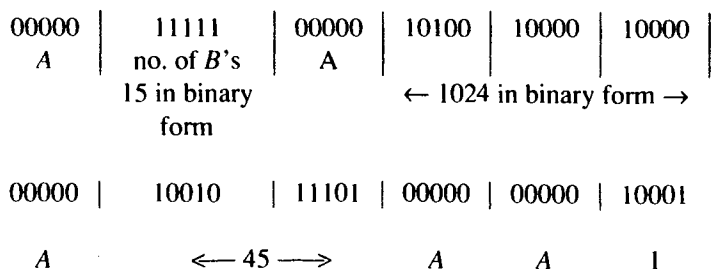 00000 | 11111 | 00000 | 10100 | 10000 | 10000 |
A no. of B's A
15 in binary ← 1024 in binary form →
form
00000 | 10010 | 11101 | 00000 | 00000 | 10001
A <— 45 —> A A 1